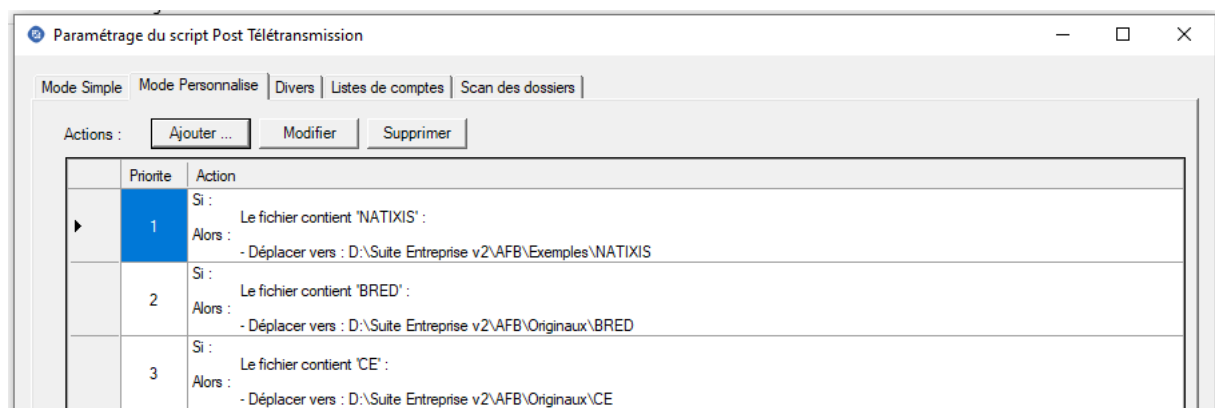 Paramétrage du script Post Télétransmission
Mode Simple Mode Personnalise Divers Listes de comptes Scan des dossiers
Actions : Ajouter ... Modifier Supprimer
Priorite Action
Si :
Le fichier contient 'NATIXIS' :
1
Alors :
- Déplacer vers : D:\Suite Entreprise v2\AFB\Exemples\NATIXIS
Si :
Le fichier contient 'BRED' :
2
Alors :
- Déplacer vers : D:\Suite Entreprise v2\AFB\Originaux\BRED
Si :
Le fichier contient 'CE' :
3
Alors :
- Déplacer vers : D:\Suite Entreprise v2\AFB\Originaux\CE